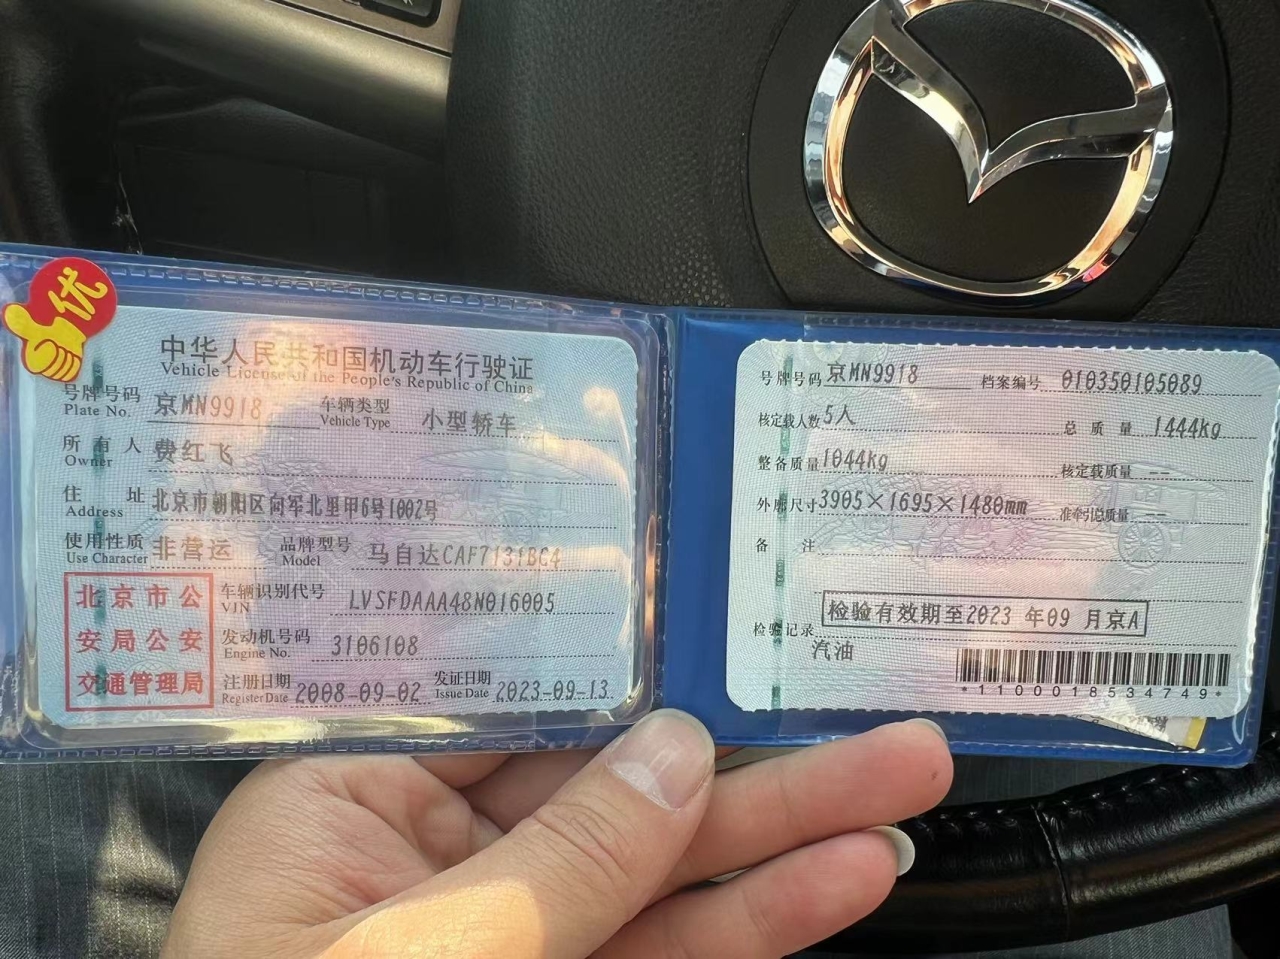 优
中华人民共和国机动车行驶证
Vehicle License of the People's Republic of China
号牌号码 京MN9918 车辆类型 小型轿车
Plate No. Vehicle Type
所有人 费红飞
Owner
住址 北京市朝阳区向军北里甲6号1002号
Address
使用性质 非营运 品牌型号 马自达CAF7131BC4
Use Character Model
北京市公
安局公安
交通管理局
车辆识别代号 LVSFDAAA48N016005
VIN
发动机号码 3106108
Engine No.
注册日期 2008-09-02 发证日期 2023-09-13
Register Date Issue Date
号牌号码 京MN9918 档案编号 010350105089
核定载人数 5人 总质量 1444kg
整备质量 1044kg 核定载质量 --
外廓尺寸 3905×1695×1480mm 准牵引总质量 --
备注
检验有效期至2023年09月京A
检验记录
汽油
*1100018534749*